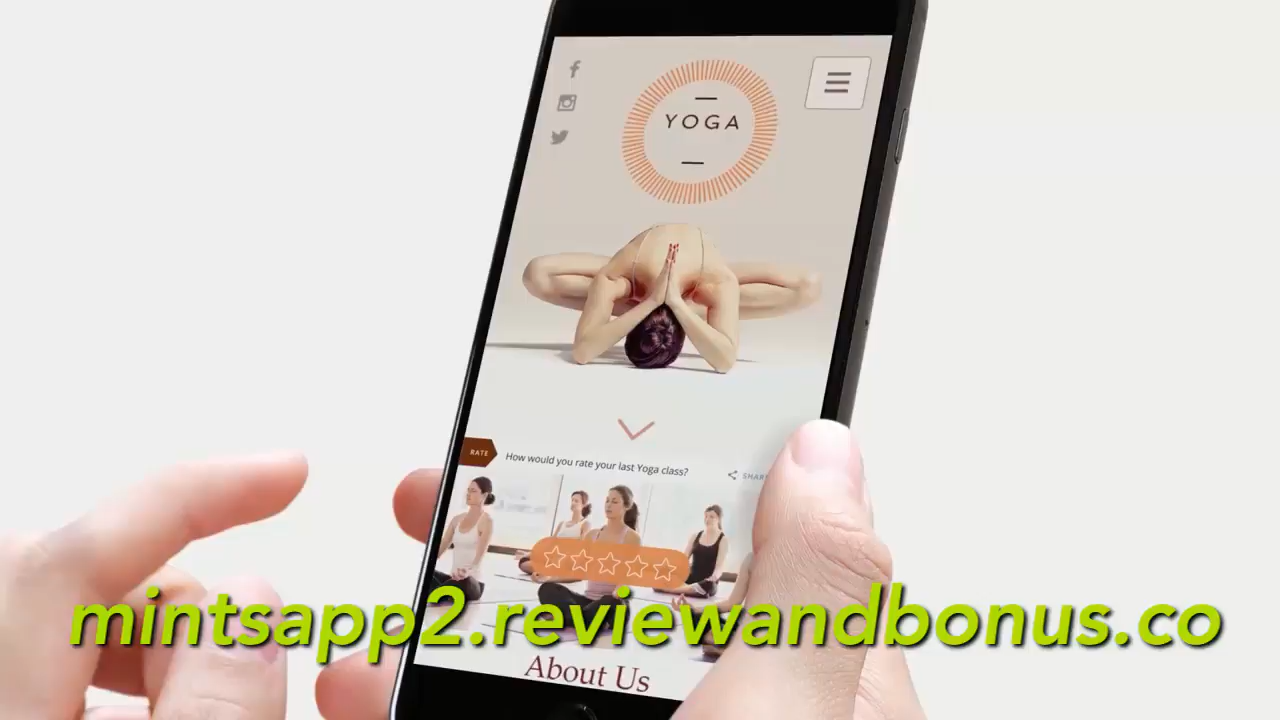 YOGA
RATE
How would you rate your last Yoga class?
mintsapp2.reviewandbonus.co
About Us